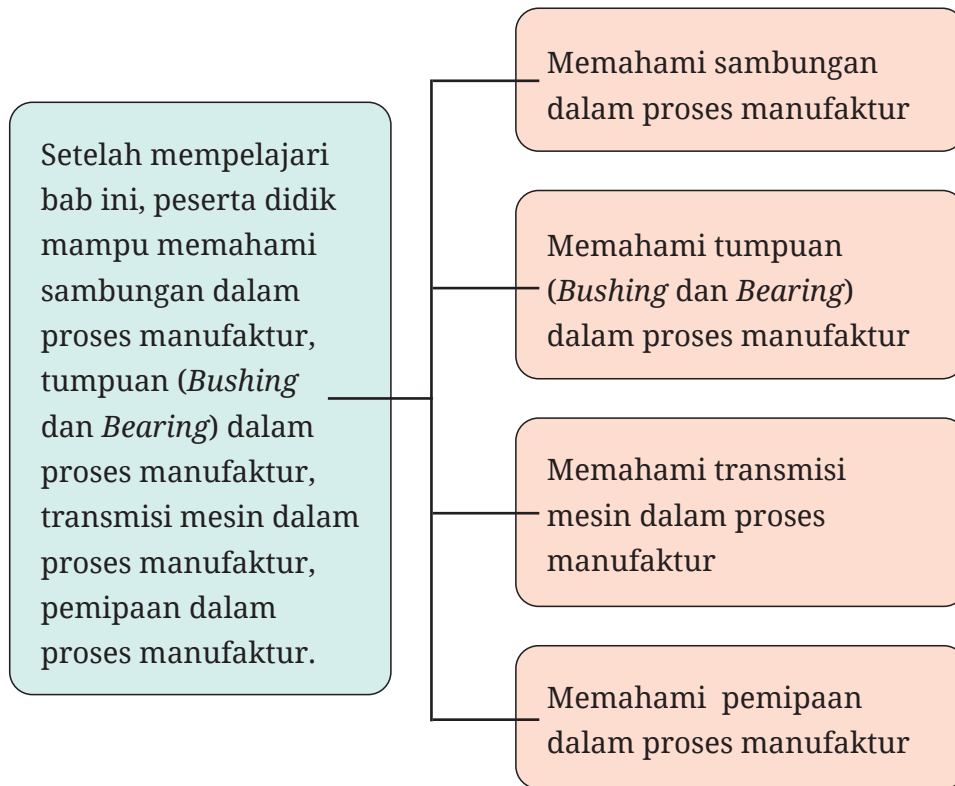 Setelah mempelajari
bab ini, peserta didik
mampu memahami
sambungan dalam
proses manufaktur,
tumpuan (Bushing
dan Bearing) dalam
proses manufaktur,
transmisi mesin dalam
proses manufaktur,
pemipaan dalam
proses manufaktur.
Memahami sambungan
dalam proses manufaktur
Memahami tumpuan
(Bushing dan Bearing)
dalam proses manufaktur
Memahami transmisi
mesin dalam proses
manufaktur
Memahami pemipaan
dalam proses manufaktur